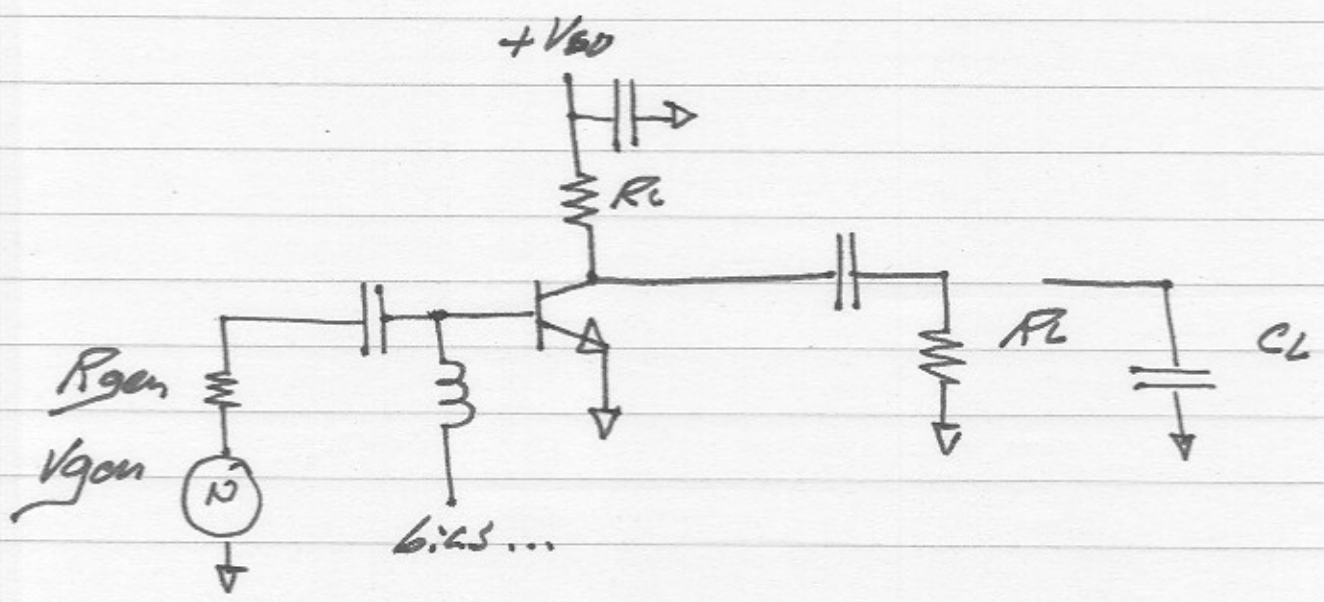 +VDD
RC
RL
CL
Rgen
Vgen
bias...